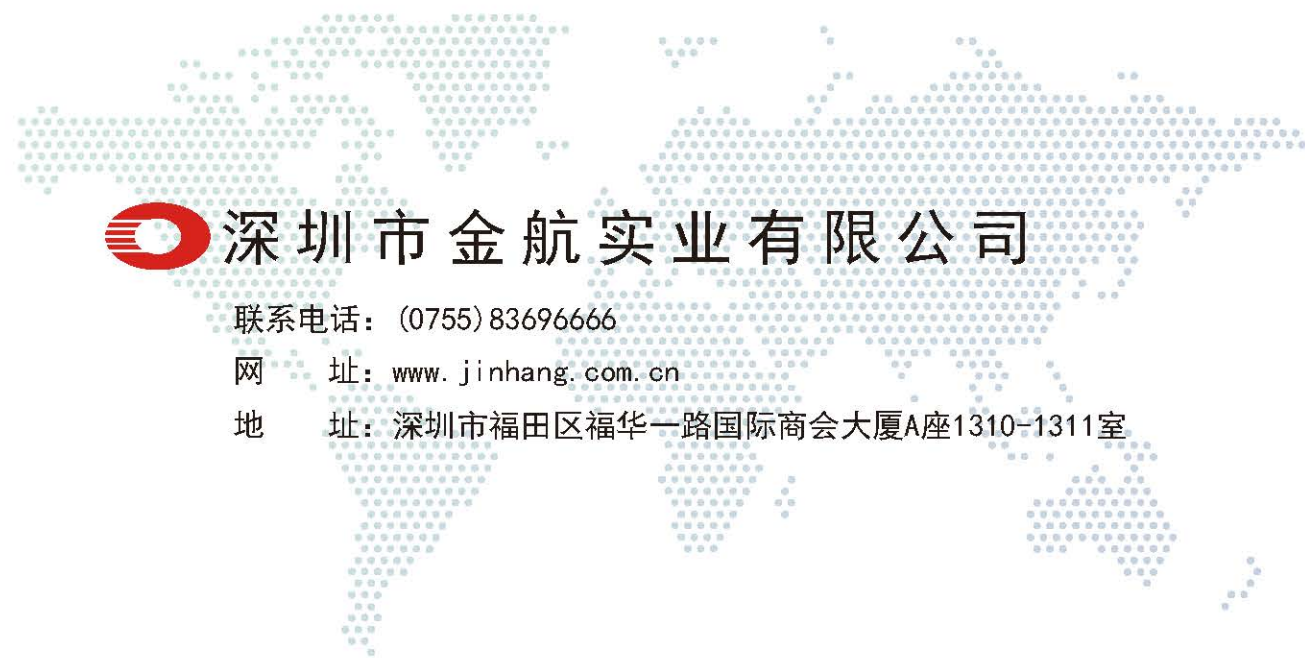 深圳市金航实业有限公司
联系电话：(0755)83696666
网　　址：www.jinhang.com.cn
地　　址：深圳市福田区福华一路国际商会大厦A座1310-1311室